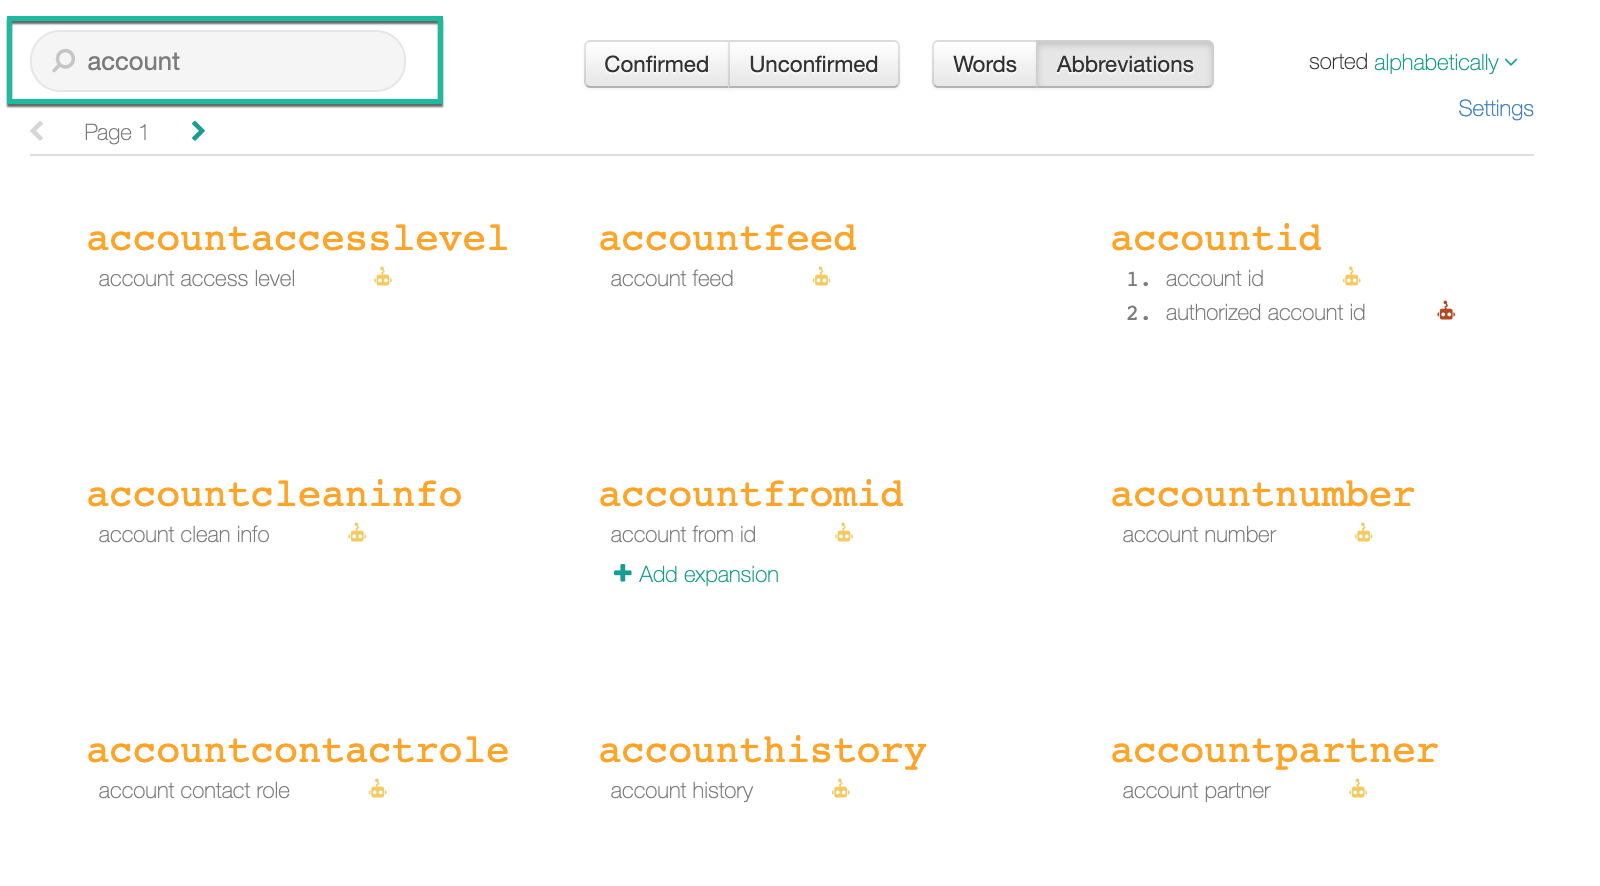 account
Confirmed Unconfirmed Words Abbreviations
sorted alphabetically
Settings
Page 1
accountaccesslevel
account access level
accountfeed
account feed
accountid
1. account id
2. authorized account id
accountcleaninfo
account clean info
accountfromid
account from id
Add expansion
accountnumber
account number
accountcontactrole
account contact role
accounthistory
account history
accountpartner
account partner